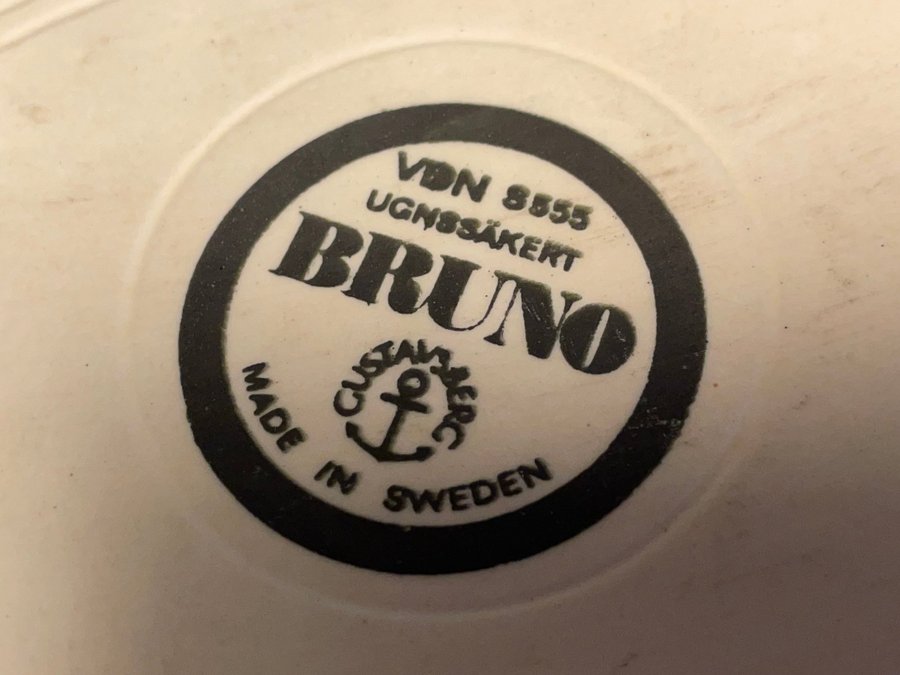 VDN 8555
UGNSSÄKERT
BRUNO
GUSTAVSBERG
MADE IN SWEDEN